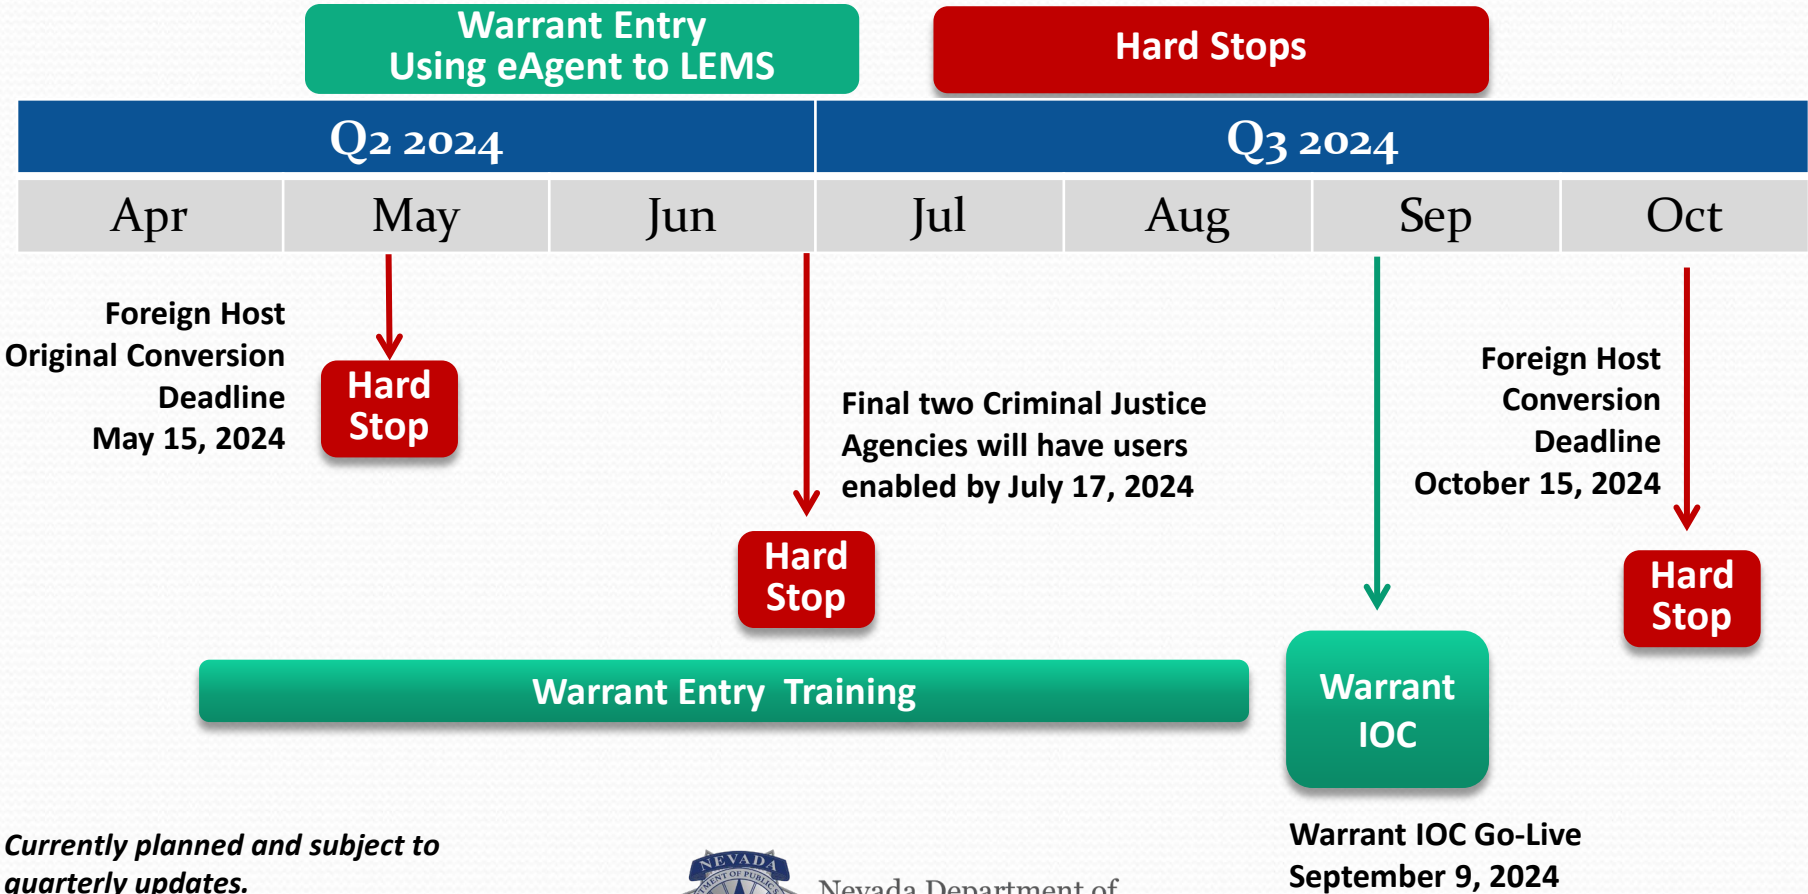 Warrant Entry
Using eAgent to LEMS
Hard Stops
Q2 2024
Q3 2024
Apr
May
Jun
Jul
Aug
Sep
Oct
Foreign Host
Original Conversion
Deadline
May 15, 2024
Hard
Stop
Final two Criminal Justice
Agencies will have users
enabled by July 17, 2024
Hard
Stop
Foreign Host
Conversion
Deadline
October 15, 2024
Hard
Stop
Warrant Entry Training
Warrant
IOC
Warrant IOC Go-Live
September 9, 2024
Currently planned and subject to
quarterly updates.
NEVADA
Nevada Department of